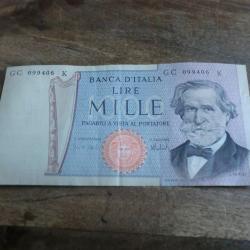 GC 099406 K GC 099406 K
BANCA D'ITALIA
LIRE
MILLE
PAGABILI A VISTA AL PORTATORE